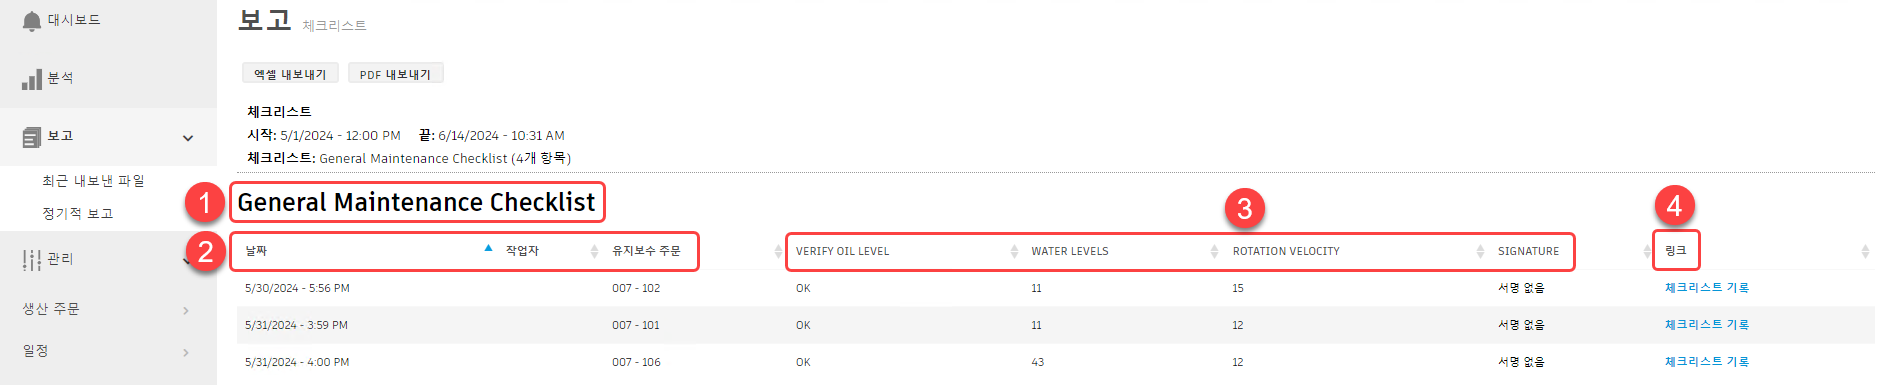 대시보드
분석
보고
최근 내보낸 파일
정기적 보고
관리
생산 주문
일정
보고 체크리스트
엑셀 내보내기 PDF 내보내기
체크리스트
시작: 5/1/2024 - 12:00 PM 끝: 6/14/2024 - 10:31 AM
체크리스트: General Maintenance Checklist (4개 항목)
1 General Maintenance Checklist
3 4
2 날짜 작업자 유지보수 주문 VERIFY OIL LEVEL WATER LEVELS ROTATION VELOCITY SIGNATURE 링크
5/30/2024 - 5:56 PM 007 - 102 OK 11 15 서명 없음 체크리스트 기록
5/31/2024 - 3:59 PM 007 - 101 OK 11 12 서명 없음 체크리스트 기록
5/31/2024 - 4:00 PM 007 - 106 OK 43 12 서명 없음 체크리스트 기록